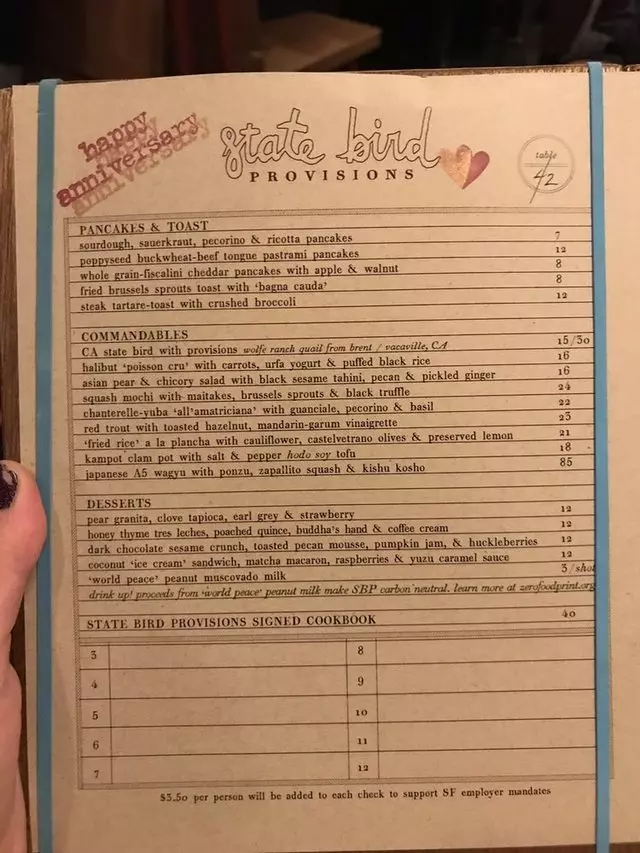 happy
anniversary
state bird
PROVISIONS
table
42
PANCAKES & TOAST
sourdough, sauerkraut, pecorino & ricotta pancakes 7
poppyseed buckwheat-beef tongue pastrami pancakes 12
whole grain-fiscalini cheddar pancakes with apple & walnut 8
fried brussels sprouts toast with 'bagna cauda' 8
steak tartare-toast with crushed broccoli 12
COMMANDABLES
CA state bird with provisions wolfe ranch quail from brent / vacaville, CA 15/30
halibut 'poisson cru' with carrots, urfa yogurt & puffed black rice 16
asian pear & chicory salad with black sesame tahini, pecan & pickled ginger 16
squash mochi with maitakes, brussels sprouts & black truffle 24
chanterelle-yuba 'all'amatriciana' with guanciale, pecorino & basil 22
red trout with toasted hazelnut, mandarin-garum vinaigrette 23
'fried rice' a la plancha with cauliflower, castelvetrano olives & preserved lemon 21
kampot clam pot with salt & pepper hodo soy tofu 18
japanese A5 wagyu with ponzu, zapallito squash & kishu kosho 85
DESSERTS
pear granita, clove tapioca, earl grey & strawberry 12
honey thyme tres leches, poached quince, buddha's hand & coffee cream 12
dark chocolate sesame crunch, toasted pecan mousse, pumpkin jam, & huckleberries 12
coconut 'ice cream' sandwich, matcha macaron, raspberries & yuzu caramel sauce 12
'world peace' peanut muscovado milk 3/shot
drink up! proceeds from 'world peace' peanut milk make SBP carbon neutral. learn more at zerofoodprint.org
STATE BIRD PROVISIONS SIGNED COOKBOOK 40
3 8
4 9
5 10
6 11
7 12
$3.50 per person will be added to each check to support SF employer mandates